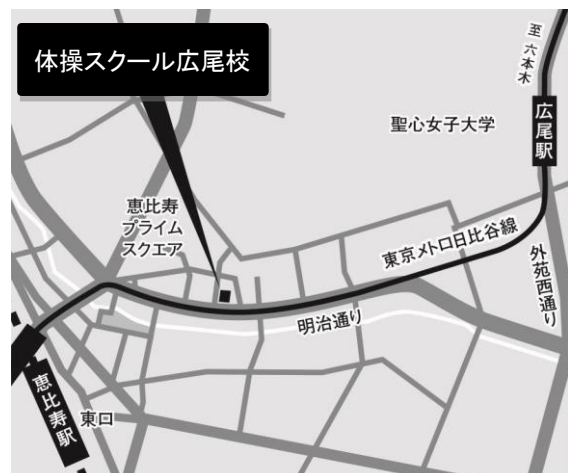 体操スクール広尾校
至 六本木
広尾駅
聖心女子大学
恵比寿
プライム
スクエア
東京メトロ日比谷線
外苑西通り
明治通り
恵比寿駅
東口